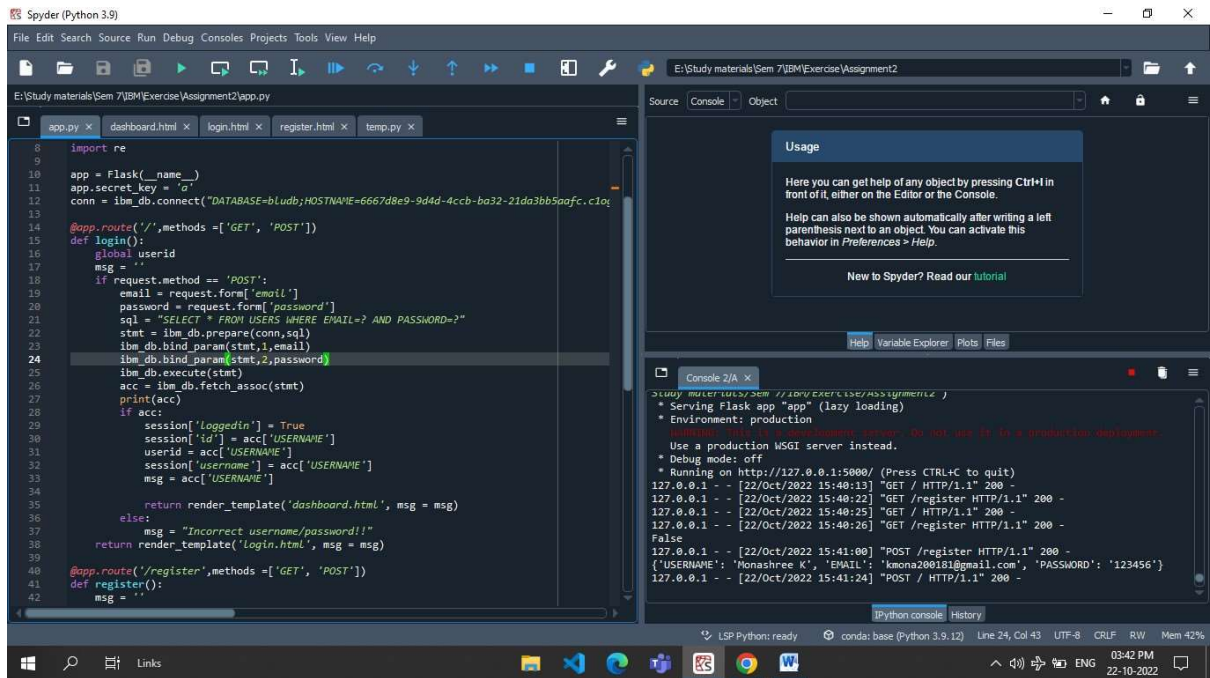 Spyder (Python 3.9)
File Edit Search Source Run Debug Consoles Projects Tools View Help
E:\Study materials\Sem 7\IBM\Exercise\Assignment2
E:\Study materials\Sem 7\IBM\Exercise\Assignment2\app.py
app.py dashboard.html login.html register.html temp.py
8 import re
9
10 app = Flask(__name__)
11 app.secret_key = 'a'
12 conn = ibm_db.connect("DATABASE=bludb;HOSTNAME=6667d8e9-9d4d-4ccb-ba32-21da3bb5aafc.c1og
13
14 @app.route('/',methods =['GET', 'POST'])
15 def login():
16     global userid
17     msg = ''
18     if request.method == 'POST':
19         email = request.form['email']
20         password = request.form['password']
21         sql = "SELECT * FROM USERS WHERE EMAIL=? AND PASSWORD=?"
22         stmt = ibm_db.prepare(conn,sql)
23         ibm_db.bind_param(stmt,1,email)
24         ibm_db.bind_param(stmt,2,password)
25         ibm_db.execute(stmt)
26         acc = ibm_db.fetch_assoc(stmt)
27         print(acc)
28         if acc:
29             session['loggedin'] = True
30             session['id'] = acc['USERNAME']
31             userid = acc['USERNAME']
32             session['username'] = acc['USERNAME']
33             msg = acc['USERNAME']
34
35             return render_template('dashboard.html', msg = msg)
36         else:
37             msg = "Incorrect username/password!!"
38     return render_template('login.html', msg = msg)
39
40 @app.route('/register',methods =['GET', 'POST'])
41 def register():
42     msg = ''
Source Console Object
Usage
Here you can get help of any object by pressing Ctrl+I in
front of it, either on the Editor or the Console.
Help can also be shown automatically after writing a left
parenthesis next to an object. You can activate this
behavior in Preferences > Help.
New to Spyder? Read our tutorial
Help Variable Explorer Plots Files
Console 2/A
Study materials/Sem 7/IBM/Exercise/Assignment2')
* Serving Flask app "app" (lazy loading)
* Environment: production
WARNING: This is a development server. Do not use it in a production deployment.
Use a production WSGI server instead.
* Debug mode: off
* Running on http://127.0.0.1:5000/ (Press CTRL+C to quit)
127.0.0.1 - - [22/Oct/2022 15:40:13] "GET / HTTP/1.1" 200 -
127.0.0.1 - - [22/Oct/2022 15:40:22] "GET /register HTTP/1.1" 200 -
127.0.0.1 - - [22/Oct/2022 15:40:25] "GET / HTTP/1.1" 200 -
127.0.0.1 - - [22/Oct/2022 15:40:26] "GET /register HTTP/1.1" 200 -
False
127.0.0.1 - - [22/Oct/2022 15:41:00] "POST /register HTTP/1.1" 200 -
{'USERNAME': 'Monashree K', 'EMAIL': 'kmona200181@gmail.com', 'PASSWORD': '123456'}
127.0.0.1 - - [22/Oct/2022 15:41:24] "POST / HTTP/1.1" 200 -
IPython console History
LSP Python: ready conda: base (Python 3.9.12) Line 24, Col 43 UTF-8 CRLF RW Mem 42%
Links
ENG
03:42 PM
22-10-2022